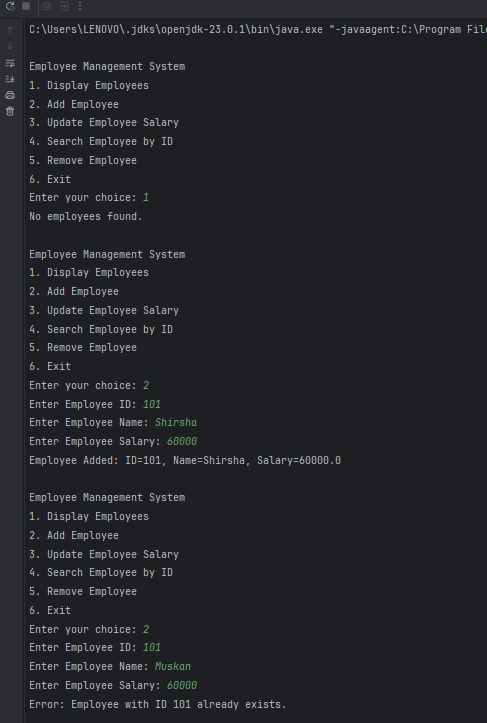 C:\Users\LENOVO\.jdks\openjdk-23.0.1\bin\java.exe "-javaagent:C:\Program File
Employee Management System
1. Display Employees
2. Add Employee
3. Update Employee Salary
4. Search Employee by ID
5. Remove Employee
6. Exit
Enter your choice: 1
No employees found.
Employee Management System
1. Display Employees
2. Add Employee
3. Update Employee Salary
4. Search Employee by ID
5. Remove Employee
6. Exit
Enter your choice: 2
Enter Employee ID: 101
Enter Employee Name: Shirsha
Enter Employee Salary: 60000
Employee Added: ID=101, Name=Shirsha, Salary=60000.0
Employee Management System
1. Display Employees
2. Add Employee
3. Update Employee Salary
4. Search Employee by ID
5. Remove Employee
6. Exit
Enter your choice: 2
Enter Employee ID: 101
Enter Employee Name: Muskan
Enter Employee Salary: 60000
Error: Employee with ID 101 already exists.